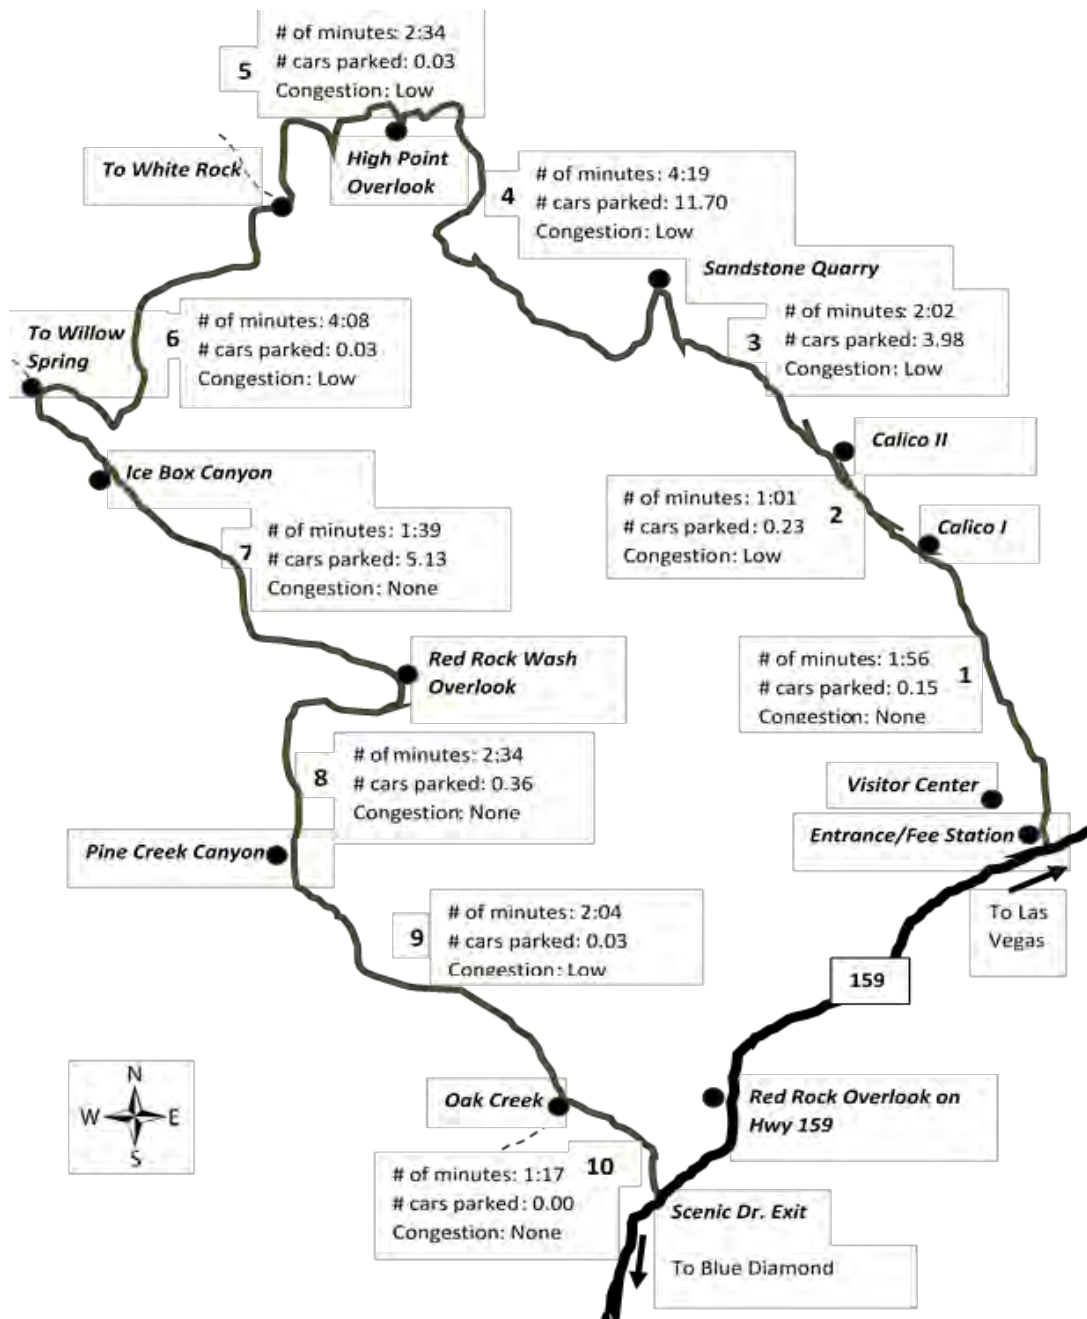 # of minutes: 2:34
# cars parked: 0.03
Congestion: Low
5
To White Rock
High Point
Overlook
4
# of minutes: 4:19
# cars parked: 11.70
Congestion: Low
Sandstone Quarry
3
# of minutes: 2:02
# cars parked: 3.98
Congestion: Low
To Willow
Spring
6
# of minutes: 4:08
# cars parked: 0.03
Congestion: Low
Calico II
Ice Box Canyon
2
# of minutes: 1:01
# cars parked: 0.23
Congestion: Low
Calico I
7
# of minutes: 1:39
# cars parked: 5.13
Congestion: None
Red Rock Wash
Overlook
1
# of minutes: 1:56
# cars parked: 0.15
Congestion: None
8
# of minutes: 2:34
# cars parked: 0.36
Congestion: None
Visitor Center
Entrance/Fee Station
Pine Creek Canyon
To Las
Vegas
9
# of minutes: 2:04
# cars parked: 0.03
Congestion: Low
159
N
W
E
S
Oak Creek
Red Rock Overlook on
Hwy 159
10
# of minutes: 1:17
# cars parked: 0.00
Congestion: None
Scenic Dr. Exit
To Blue Diamond